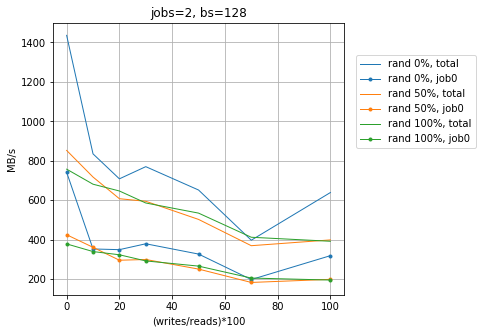 jobs=2, bs=128
1400
1200
1000
800
600
400
200
MB/s
0
20
40
60
80
100
(writes/reads)*100
rand 0%, total
rand 0%, job0
rand 50%, total
rand 50%, job0
rand 100%, total
rand 100%, job0